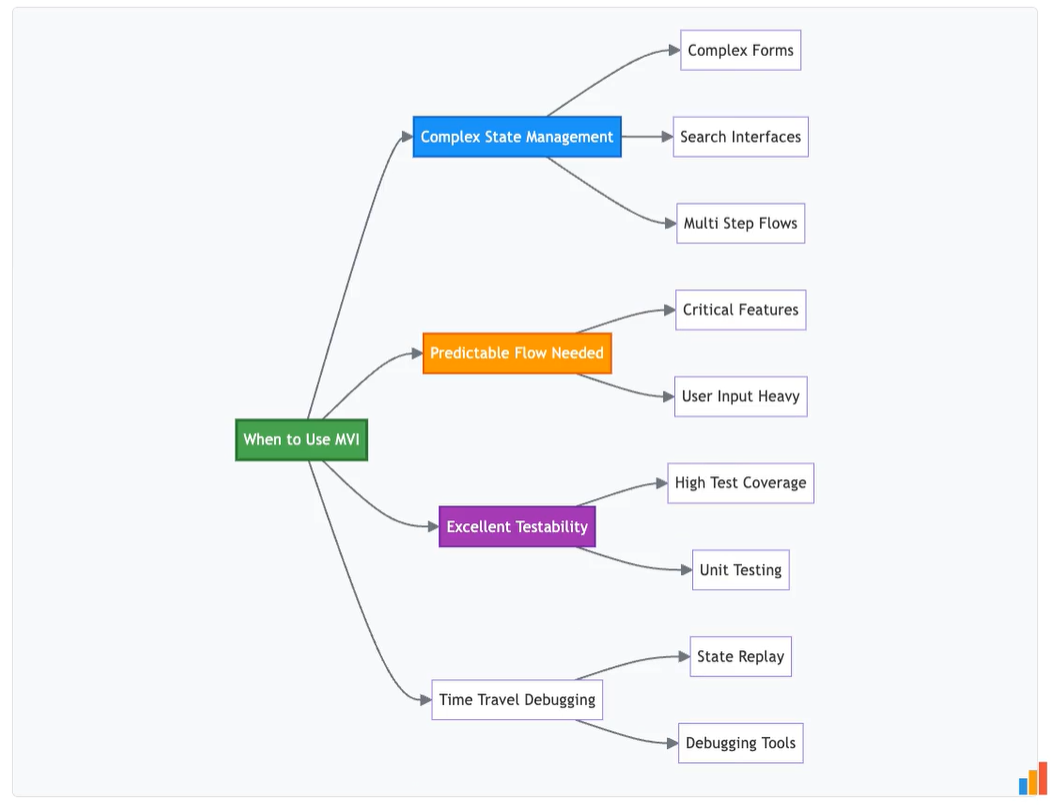 Complex Forms
Complex State Management
Search Interfaces
Multi Step Flows
Critical Features
Predictable Flow Needed
User Input Heavy
When to Use MVI
High Test Coverage
Excellent Testability
Unit Testing
State Replay
Time Travel Debugging
Debugging Tools